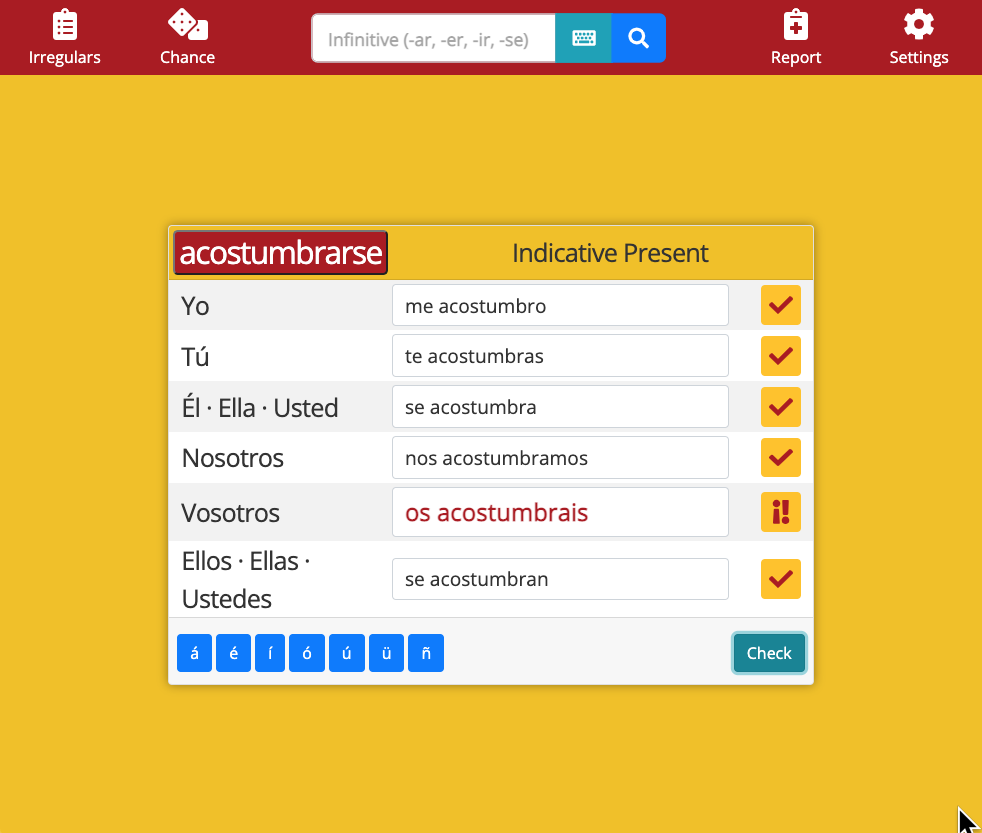 Irregulars
Chance
Infinitive (-ar, -er, -ir, -se)
Report
Settings
acostumbrarse
Indicative Present
Yo
me acostumbro
Tú
te acostumbras
Él · Ella · Usted
se acostumbra
Nosotros
nos acostumbramos
Vosotros
os acostumbrais
¡!
Ellos · Ellas ·
Ustedes
se acostumbran
á é í ó ú ü ñ
Check